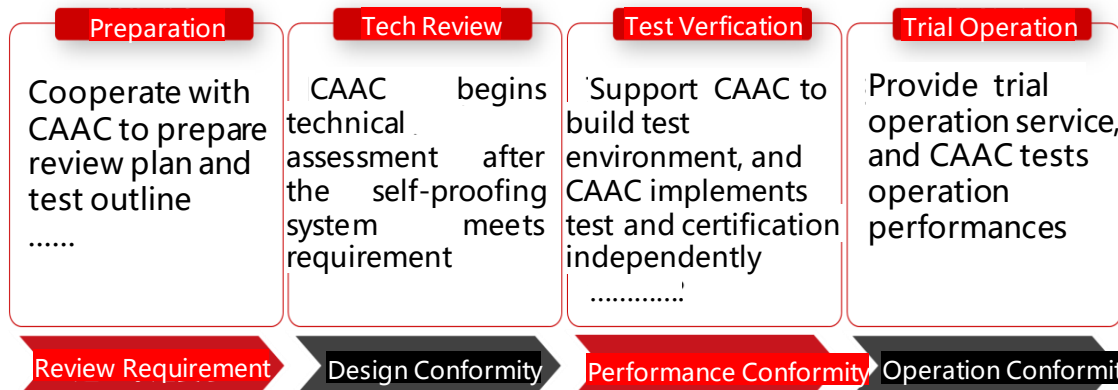 Preparation
Cooperate with
CAAC to prepare
review plan and
test outline
......
Tech Review
CAAC begins
technical
assessment after
the self-proofing
system meets
requirement
Test Verfication
Support CAAC to
build test
environment, and
CAAC implements
test and certification
independently
............
Trial Operation
Provide trial
operation service,
and CAAC tests
operation
performances
Review Requirement
Design Conformity
Performance Conformity
Operation Conformi